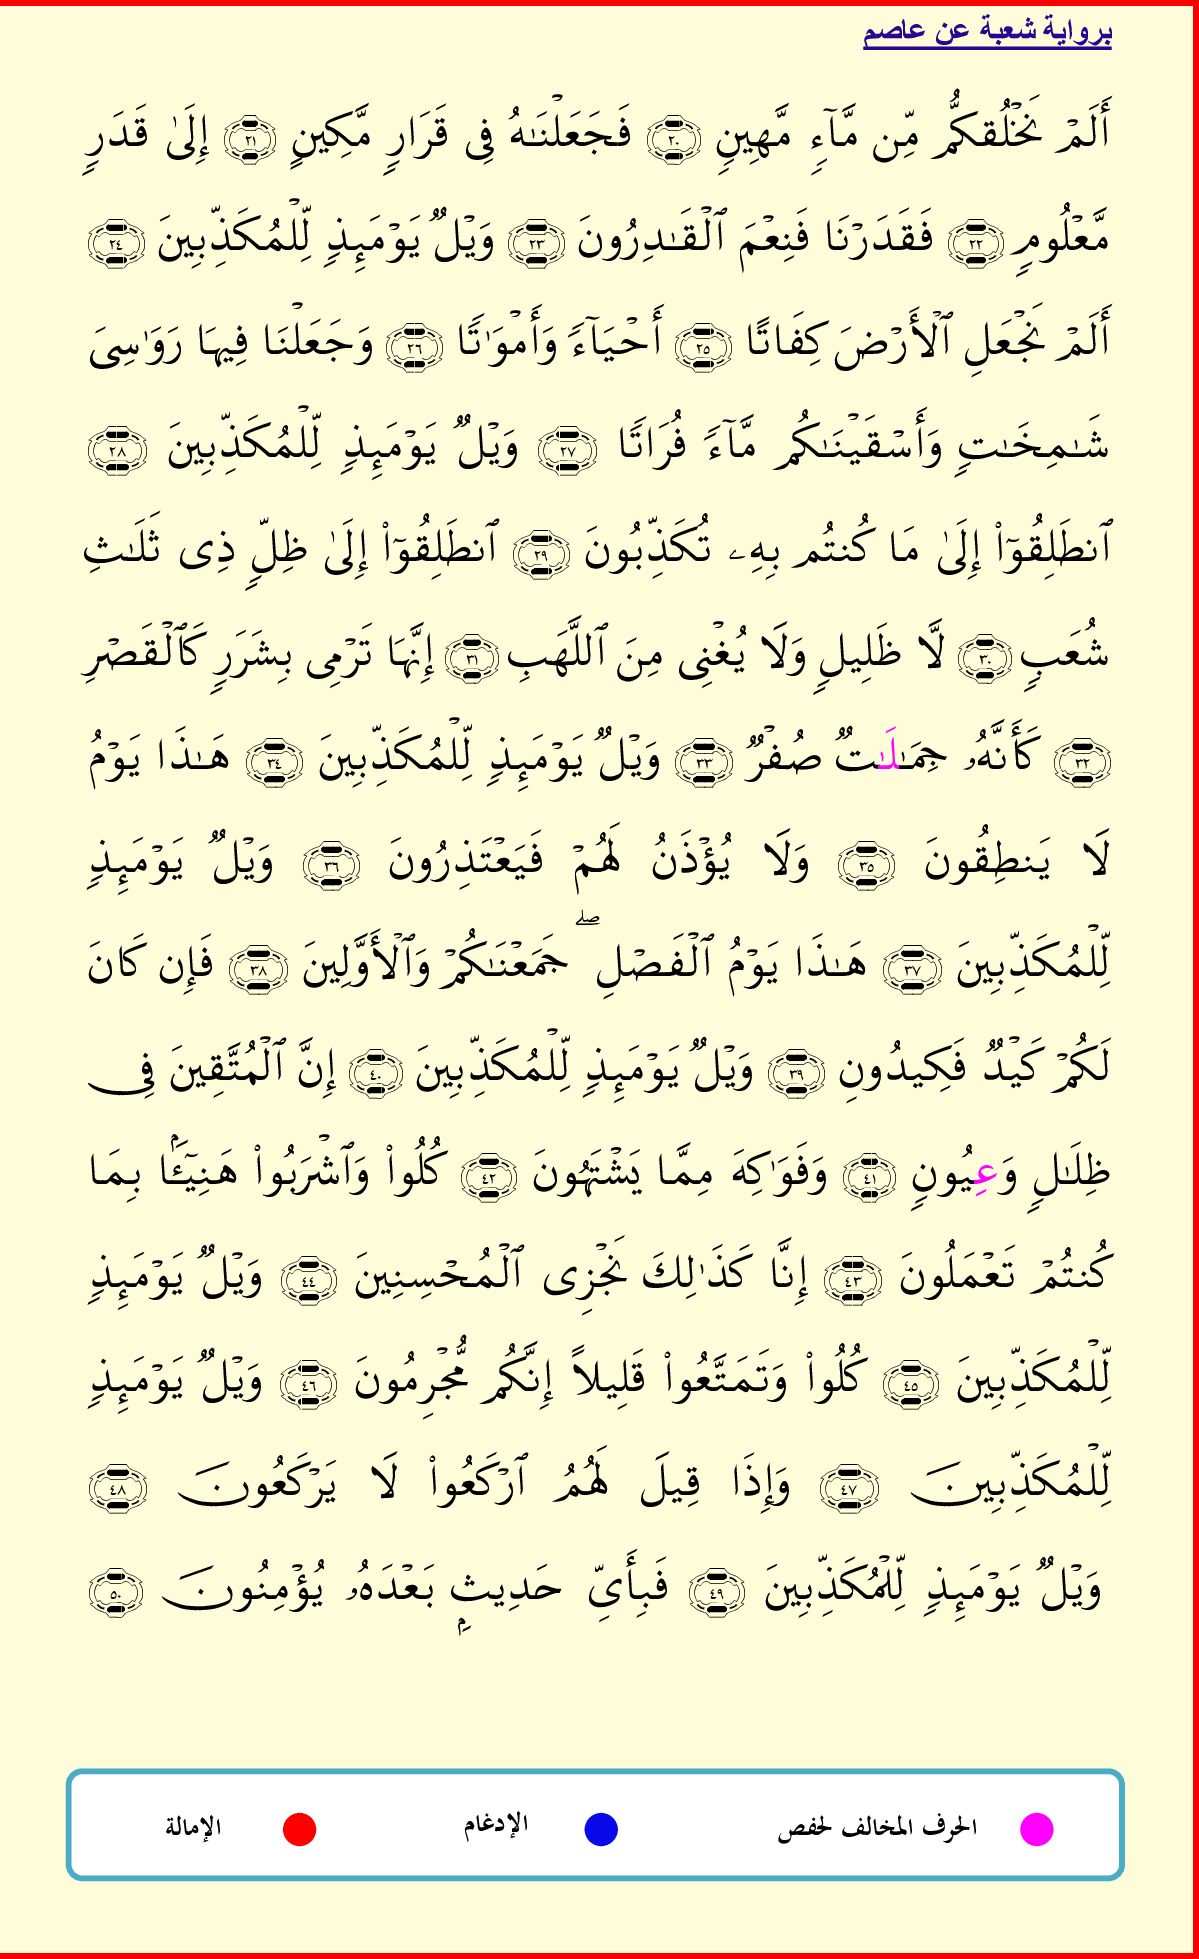 برواية شعبة عن عاصم
أَلَمۡ نَخۡلُقكُّم مِّن مَّآءٖ مَّهِينٖ ٢٠ فَجَعَلۡنَٰهُ فِي قَرَارٖ مَّكِينٍ ٢١ إِلَىٰ قَدَرٖ
مَّعۡلُومٖ ٢٢ فَقَدَرۡنَا فَنِعۡمَ ٱلۡقَٰدِرُونَ ٢٣ وَيۡلٞ يَوۡمَئِذٖ لِّلۡمُكَذِّبِينَ ٢٤
أَلَمۡ نَجۡعَلِ ٱلۡأَرۡضَ كِفَاتًا ٢٥ أَحۡيَآءٗ وَأَمۡوَٰتٗا ٢٦ وَجَعَلۡنَا فِيهَا رَوَٰسِيَ
شَٰمِخَٰتٖ وَأَسۡقَيۡنَٰكُم مَّآءٗ فُرَاتٗا ٢٧ وَيۡلٞ يَوۡمَئِذٖ لِّلۡمُكَذِّبِينَ ٢٨
ٱنطَلِقُوٓاْ إِلَىٰ مَا كُنتُم بِهِۦ تُكَذِّبُونَ ٢٩ ٱنطَلِقُوٓاْ إِلَىٰ ظِلّٖ ذِي ثَلَٰثِ
شُعَبٖ ٣٠ لَّا ظَلِيلٖ وَلَا يُغۡنِي مِنَ ٱللَّهَبِ ٣١ إِنَّهَا تَرۡمِي بِشَرَرٖ كَٱلۡقَصۡرِ
٣٢ كَأَنَّهُۥ جِمَٰلَٰتٞ صُفۡرٞ ٣٣ وَيۡلٞ يَوۡمَئِذٖ لِّلۡمُكَذِّبِينَ ٣٤ هَٰذَا يَوۡمُ
لَا يَنطِقُونَ ٣٥ وَلَا يُؤۡذَنُ لَهُمۡ فَيَعۡتَذِرُونَ ٣٦ وَيۡلٞ يَوۡمَئِذٖ
لِّلۡمُكَذِّبِينَ ٣٧ هَٰذَا يَوۡمُ ٱلۡفَصۡلِۖ جَمَعۡنَٰكُمۡ وَٱلۡأَوَّلِينَ ٣٨ فَإِن كَانَ
لَكُمۡ كَيۡدٞ فَكِيدُونِ ٣٩ وَيۡلٞ يَوۡمَئِذٖ لِّلۡمُكَذِّبِينَ ٤٠ إِنَّ ٱلۡمُتَّقِينَ فِي
ظِلَٰلٖ وَعِيُونٖ ٤١ وَفَوَٰكِهَ مِمَّا يَشۡتَهُونَ ٤٢ كُلُواْ وَٱشۡرَبُواْ هَنِيٓـَٔۢا بِمَا
كُنتُمۡ تَعۡمَلُونَ ٤٣ إِنَّا كَذَٰلِكَ نَجۡزِي ٱلۡمُحۡسِنِينَ ٤٤ وَيۡلٞ يَوۡمَئِذٖ
لِّلۡمُكَذِّبِينَ ٤٥ كُلُواْ وَتَمَتَّعُواْ قَلِيلًا إِنَّكُم مُّجۡرِمُونَ ٤٦ وَيۡلٞ يَوۡمَئِذٖ
لِّلۡمُكَذِّبِينَ ٤٧ وَإِذَا قِيلَ لَهُمُ ٱرۡكَعُواْ لَا يَرۡكَعُونَ ٤٨
وَيۡلٞ يَوۡمَئِذٖ لِّلۡمُكَذِّبِينَ ٤٩ فَبِأَيِّ حَدِيثِۭ بَعۡدَهُۥ يُؤۡمِنُونَ ٥٠
الحرف المخالف لحفص الإدغام الإمالة